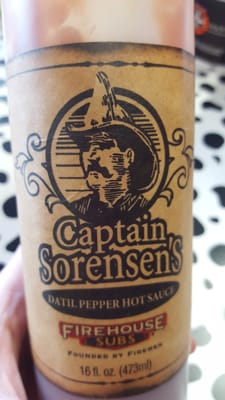 Captain
Sorensen's
DATIL PEPPER HOT SAUCE
FIREHOUSE
SUBS
FOUNDED BY FIREMEN
16 fl. oz. (473ml)